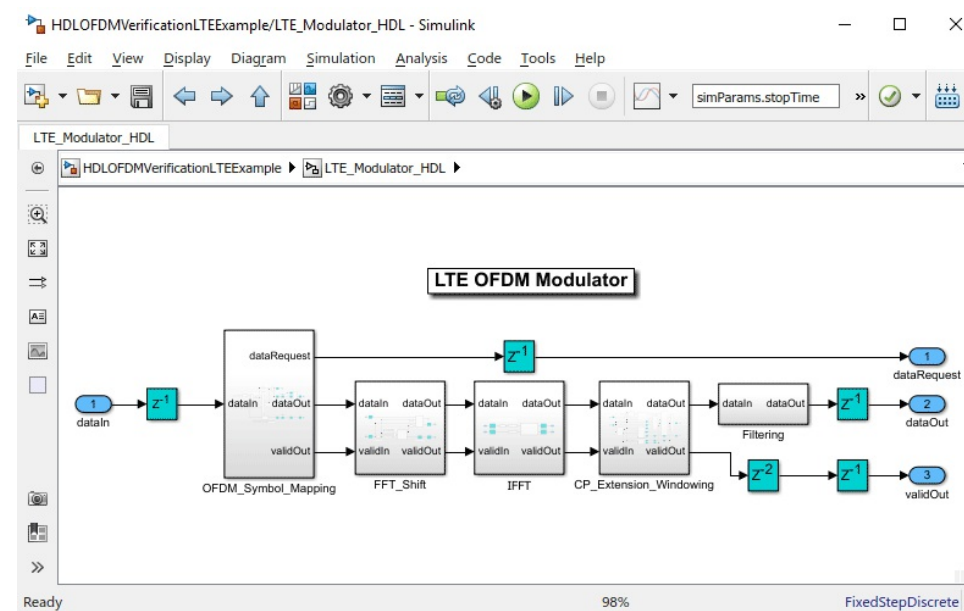 HDLOFDMVerificationLTEExample/LTE_Modulator_HDL - Simulink
File Edit View Display Diagram Simulation Analysis Code Tools Help
simParams.stopTime
»
LTE_Modulator_HDL
HDLOFDMVerificationLTEExample LTE_Modulator_HDL
LTE OFDM Modulator
dataRequest
Z-1
1
dataRequest
1
dataIn
Z-1
dataIn dataOut
validOut
OFDM_Symbol_Mapping
dataIn dataOut
validIn validOut
FFT_Shift
dataIn dataOut
validIn validOut
IFFT
dataIn dataOut
validIn validOut
CP_Extension_Windowing
dataIn dataOut
Filtering
Z-1
2
dataOut
Z-2
Z-1
3
validOut
»
Ready 98% FixedStepDiscrete